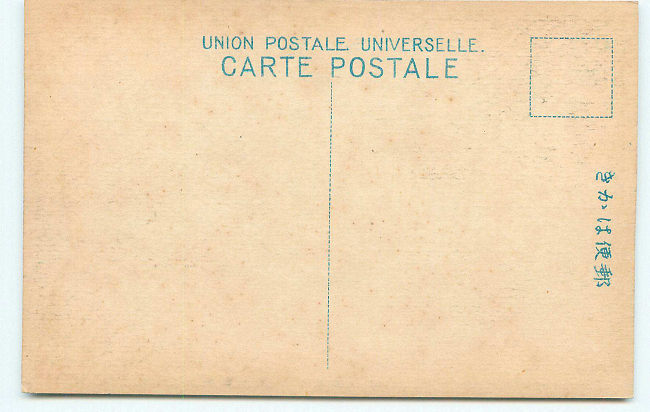 UNION POSTALE. UNIVERSELLE.
CARTE POSTALE
きかは便郵